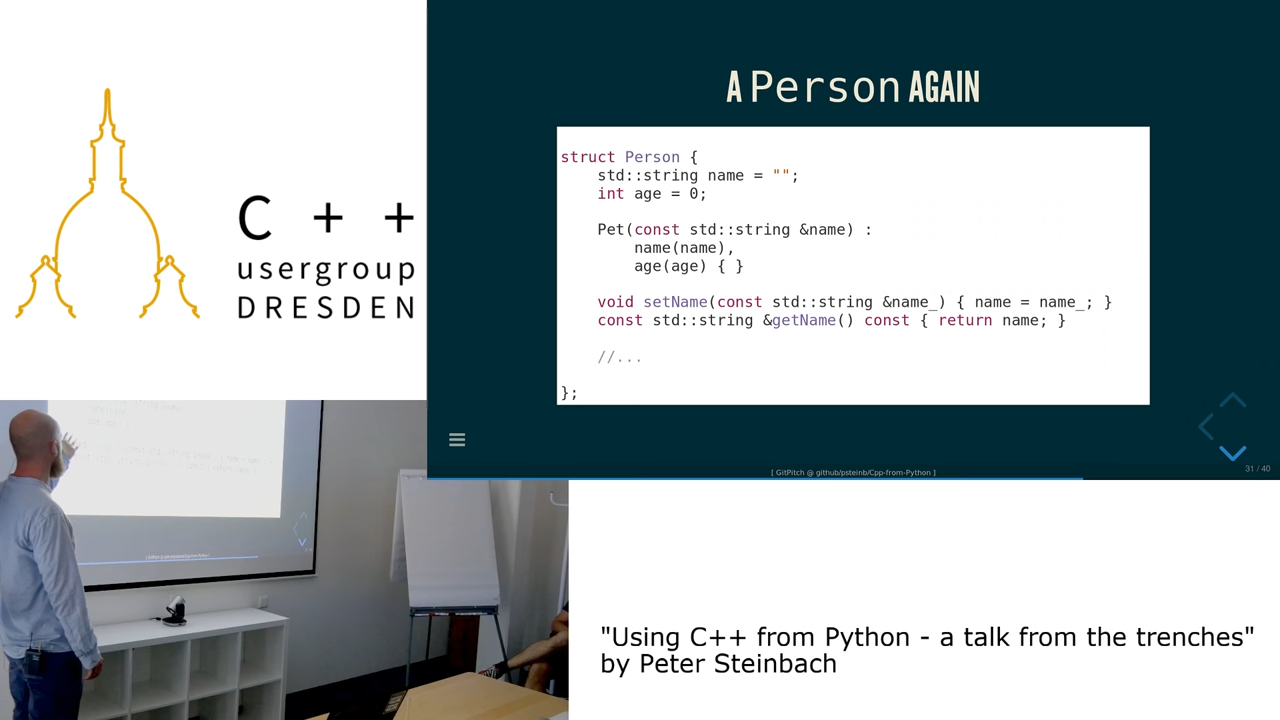 C + +
usergroup
DRESDEN
A Person AGAIN
struct Person {
    std::string name = "";
    int age = 0;

    Pet(const std::string &name) :
        name(name),
        age(age) { }

    void setName(const std::string &name_) { name = name_; }
    const std::string &getName() const { return name; }

    //...

};
[ GitPitch @ github/psteinb/Cpp-from-Python ]
31 / 40
"Using C++ from Python - a talk from the trenches"
by Peter Steinbach